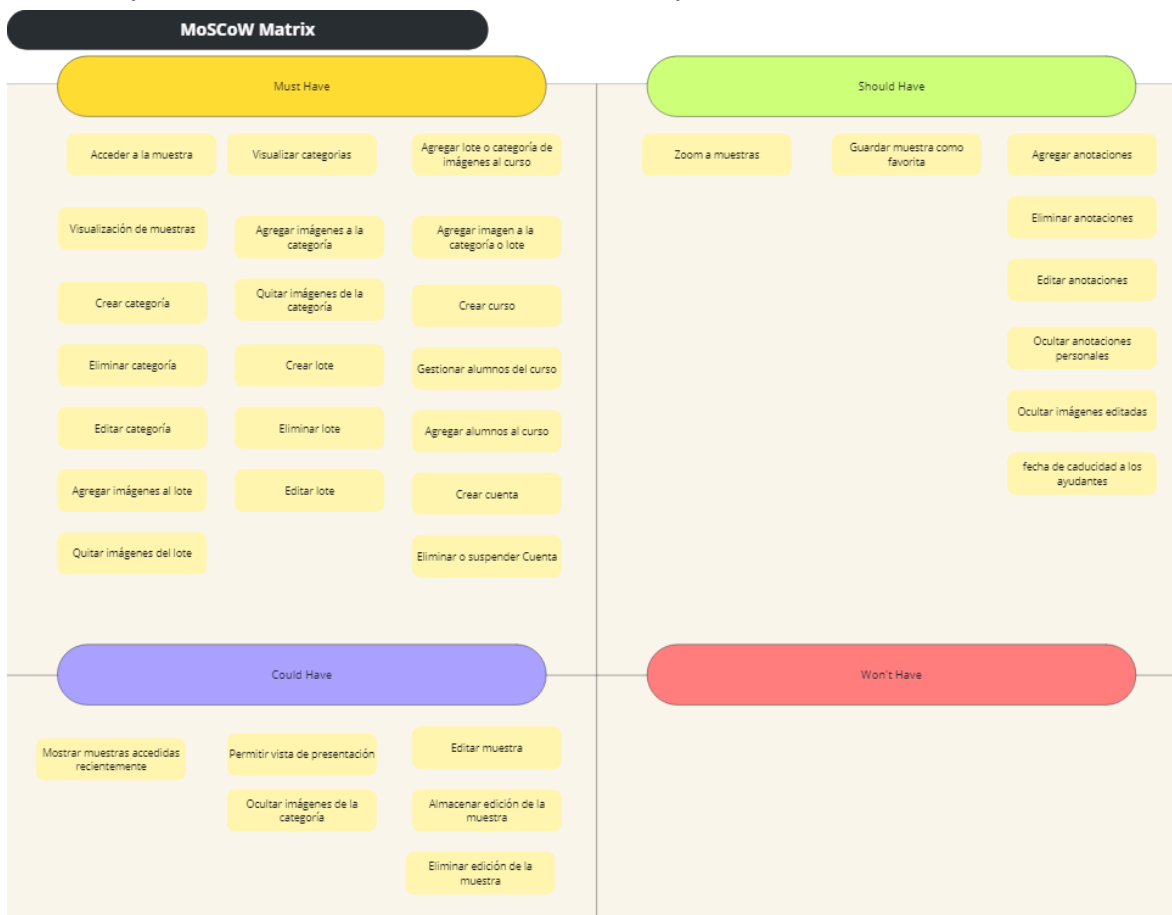 MoSCoW Matrix
Must Have
Should Have
Acceder a la muestra
Visualizar categorias
Agregar lote o categoría de
imágenes al curso
Zoom a muestras
Guardar muestra como
favorita
Agregar anotaciones
Visualización de muestras
Agregar imágenes a la
categoría
Agregar imagen a la
categoría o lote
Eliminar anotaciones
Crear categoría
Quitar imágenes de la
categoría
Crear curso
Editar anotaciones
Eliminar categoría
Crear lote
Gestionar alumnos del curso
Ocultar anotaciones
personales
Editar categoría
Eliminar lote
Agregar alumnos al curso
Ocultar imágenes editadas
Agregar imágenes al lote
Editar lote
Crear cuenta
fecha de caducidad a los
ayudantes
Quitar imágenes del lote
Eliminar o suspender Cuenta
Could Have
Won't Have
Mostrar muestras accedidas
recientemente
Permitir vista de presentación
Editar muestra
Ocultar imágenes de la
categoría
Almacenar edición de la
muestra
Eliminar edición de la
muestra